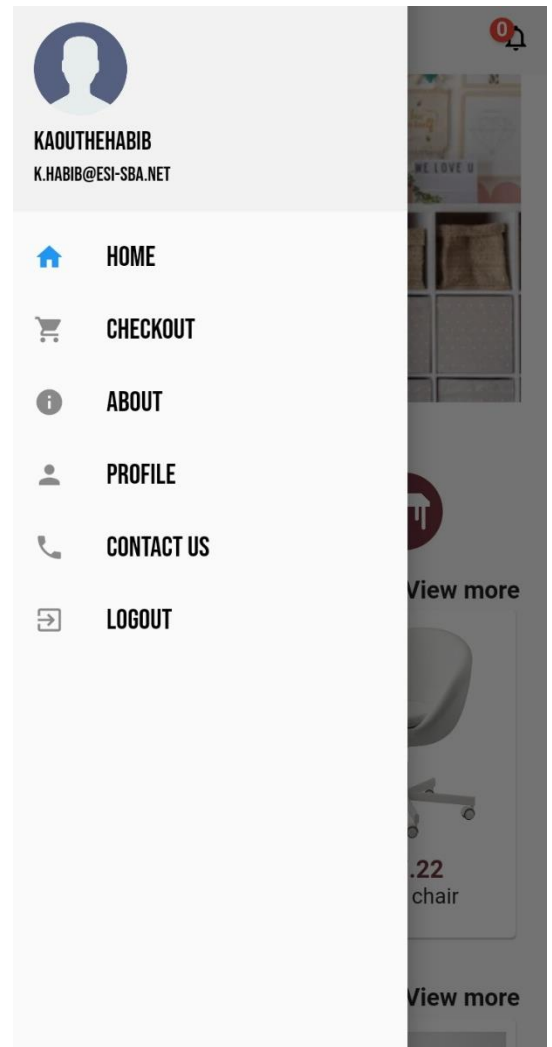 0
WE LOVE U
KAOUTHEHABIB
K.HABIB@ESI-SBA.NET
HOME
CHECKOUT
ABOUT
PROFILE
CONTACT US
LOGOUT
View more
.22
chair
View more